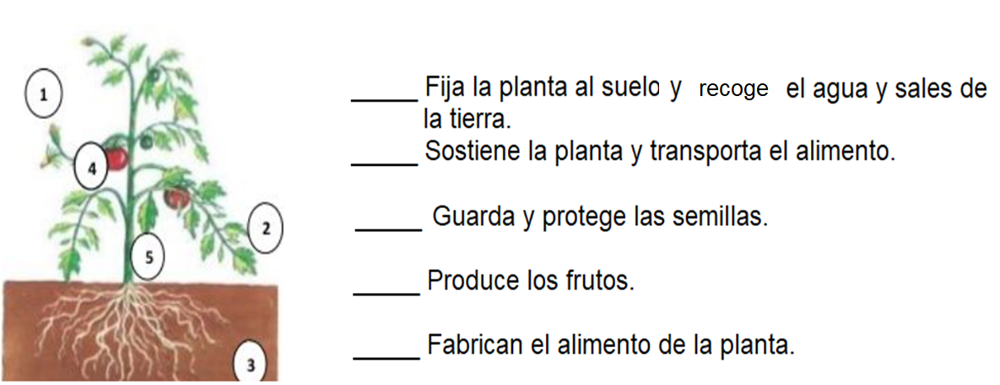 1
_____ Fija la planta al suelo y recoge el agua y sales de
la tierra.
4
_____ Sostiene la planta y transporta el alimento.
2
_____ Guarda y protege las semillas.
5
_____ Produce los frutos.
3
_____ Fabrican el alimento de la planta.